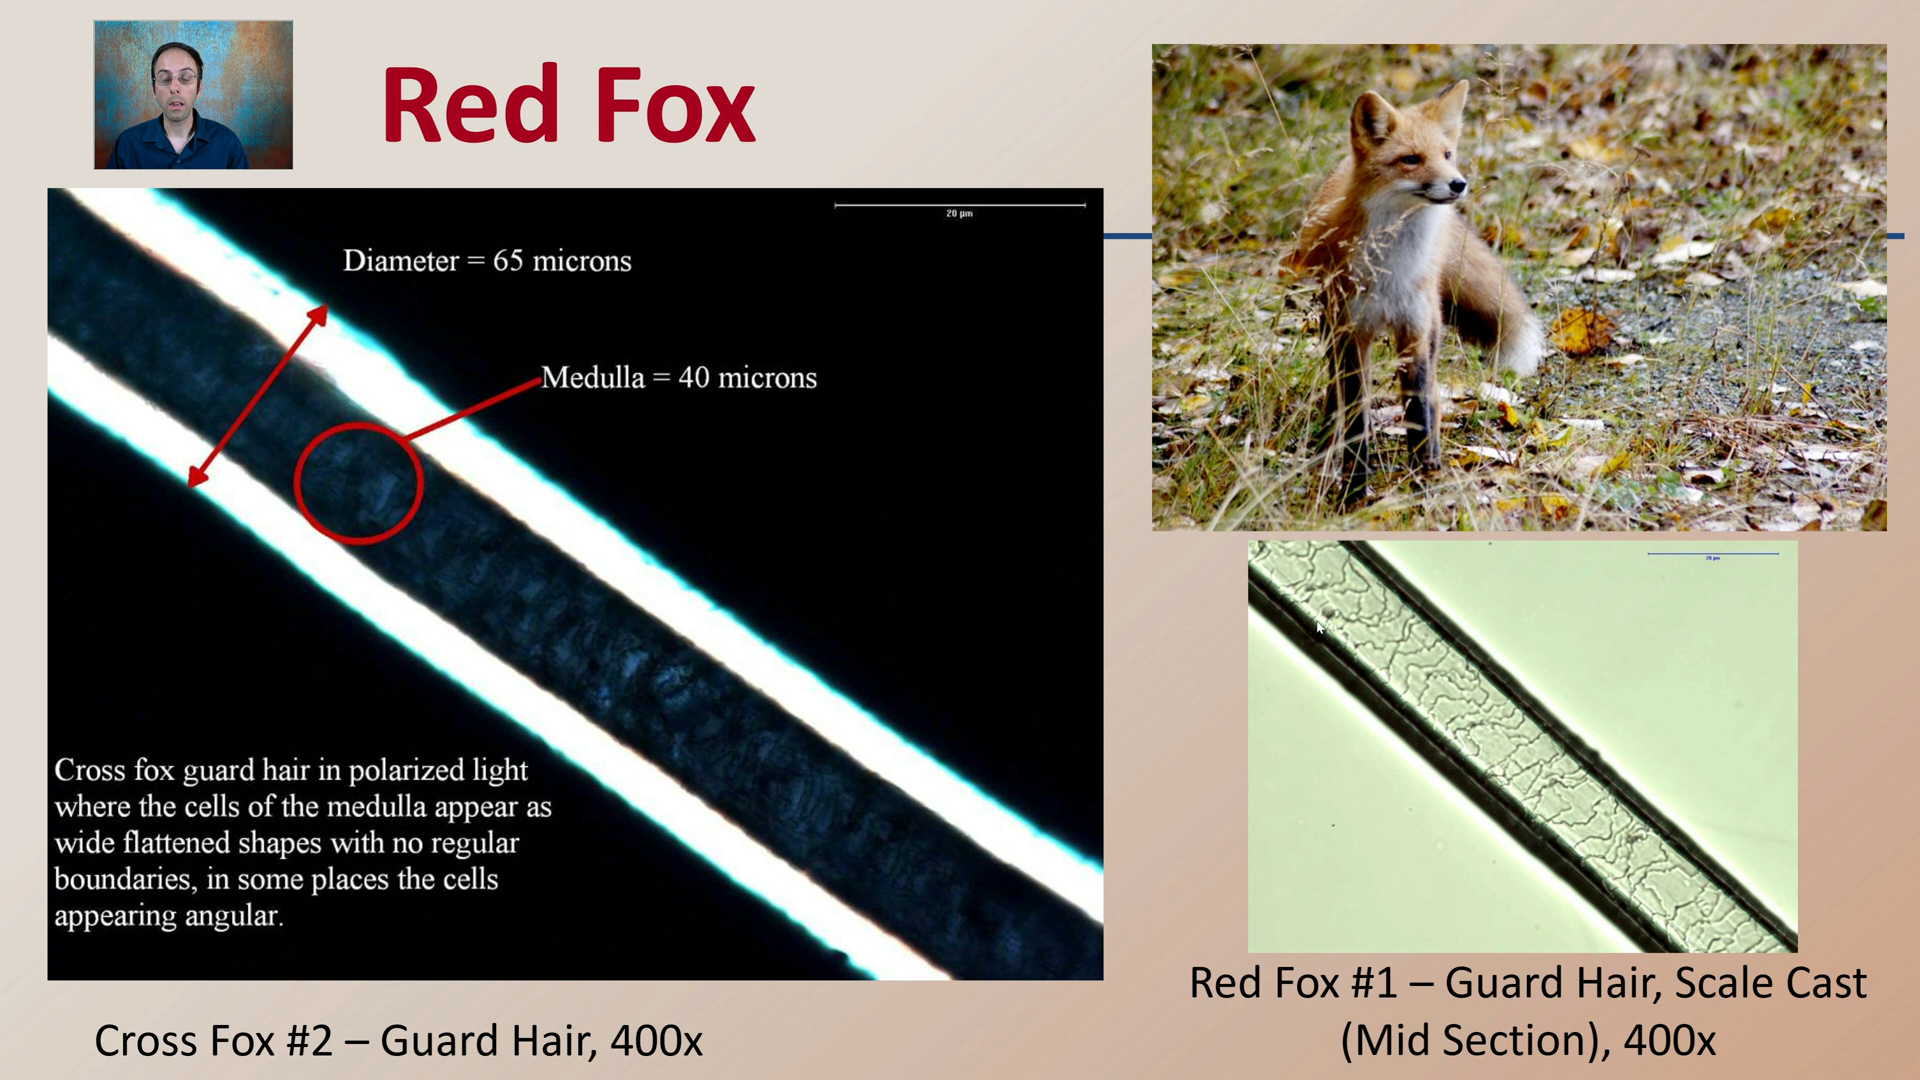 Red Fox
20 µm
Diameter = 65 microns
Medulla = 40 microns
Cross fox guard hair in polarized light
where the cells of the medulla appear as
wide flattened shapes with no regular
boundaries, in some places the cells
appearing angular.
Cross Fox #2 – Guard Hair, 400x
20 µm
Red Fox #1 – Guard Hair, Scale Cast
(Mid Section), 400x